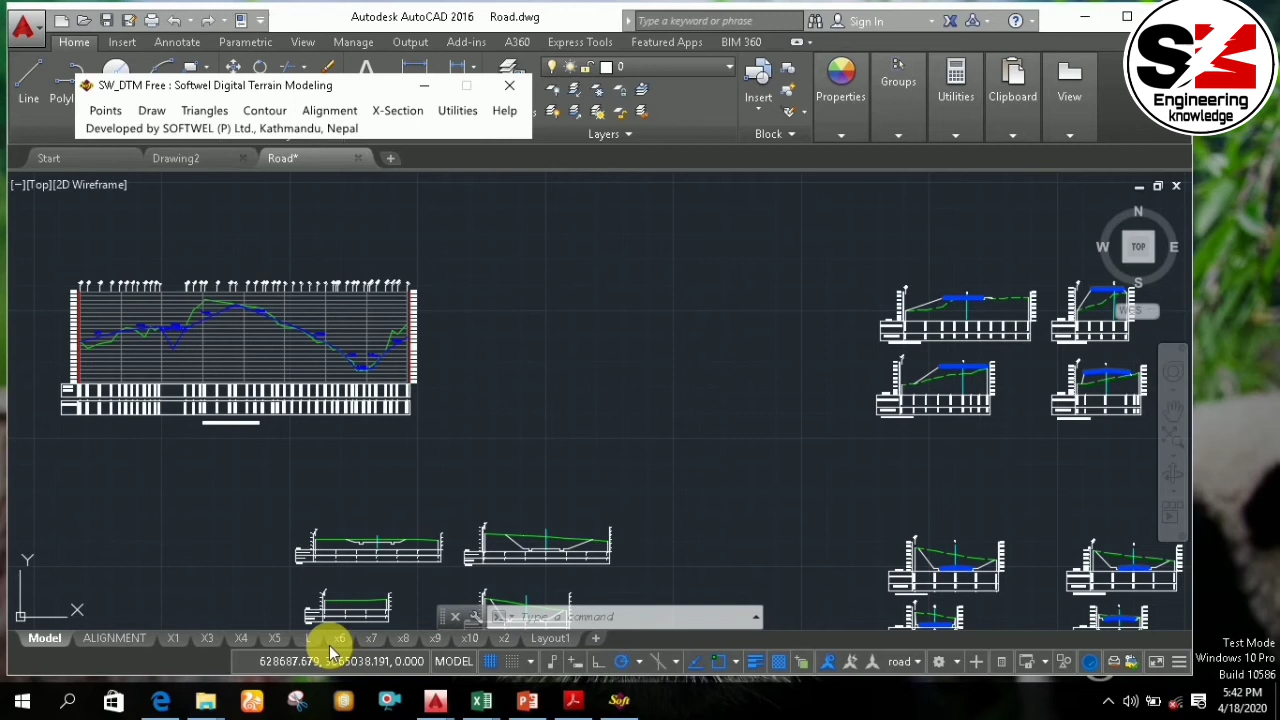 Autodesk AutoCAD 2016 Road.dwg
Type a keyword or phrase
Sign In
Home Insert Annotate Parametric View Manage Output Add-ins A360 Express Tools Featured Apps BIM 360
SW_DTM Free : Softwel Digital Terrain Modeling
Points Draw Triangles Contour Alignment X-Section Utilities Help
Developed by SOFTWEL (P) Ltd., Kathmandu, Nepal
0
Line
Insert
Properties
Groups
Utilities
Clipboard
View
Layers
Block
SZ
Engineering
knowledge
Start Drawing2 Road*
[−][Top][2D Wireframe]
N
W TOP E
S
Y
X
Type a command
Model ALIGNMENT X1 X3 X4 X5 x6 x7 x8 x9 x10 x2 Layout1
MODEL
road
Test Mode
Windows 10 Pro
Build 10586
5:42 PM
4/18/2020